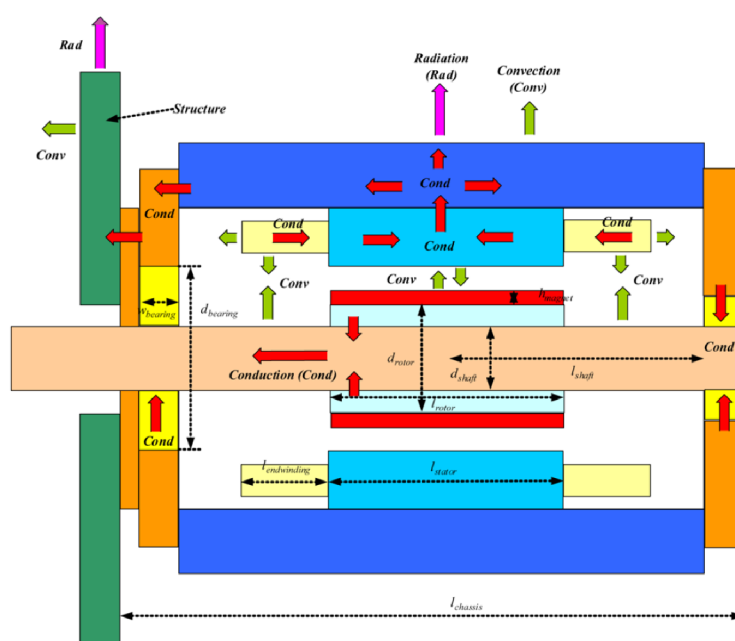 Rad
Radiation
(Rad)
Convection
(Conv)
Structure
Conv
Cond
Cond
Cond
Cond
Cond
Conv
Conv
Conv
h_magnet
w_bearing
d_bearing
d_rotor
d_shaft
l_shaft
Cond
Conduction (Cond)
l_rotor
Cond
l_endwinding
l_stator
l_chassis